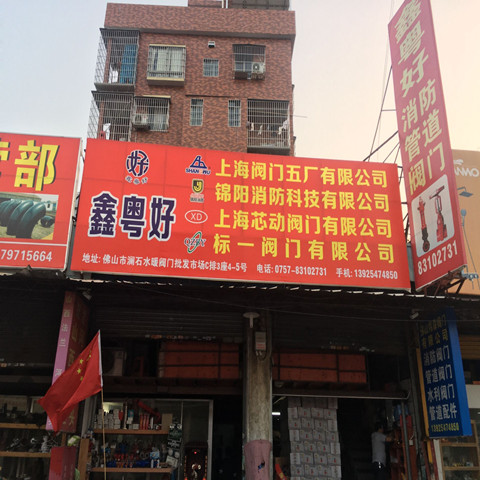 部
79715664
好
鑫粤好
SHAN WU
XD
上海阀门五厂有限公司
锦阳消防科技有限公司
上海芯动阀门有限公司
标一阀门有限公司
地址:佛山市澜石水暖阀门批发市场C排3座4-5号 电话:0757-83102731 手机:13925474850
鑫粤好消防管道阀门
83102731
消防阀门
管道阀门
水利阀门
管道配件
13925474850